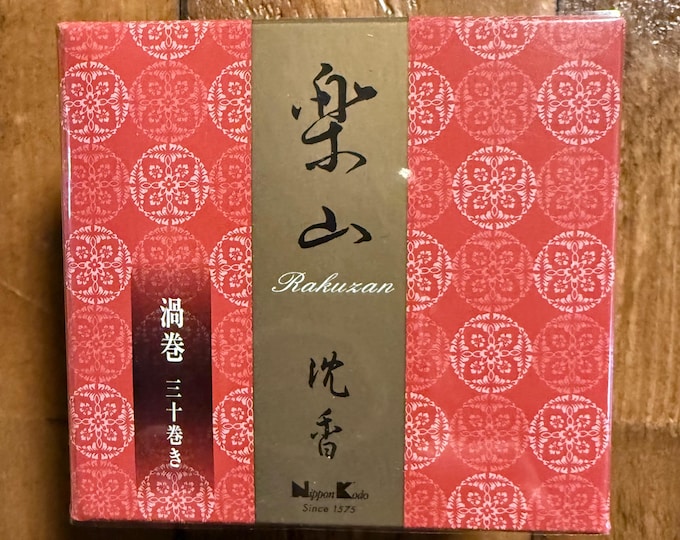 楽山
Rakuzan
沈香
Nippon Kodo
Since 1575
渦巻 三十巻き